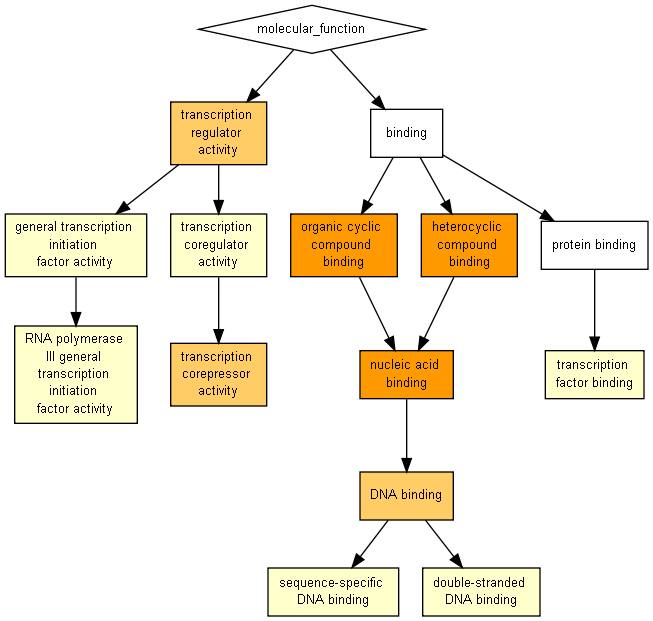 molecular_function
transcription
regulator
activity
binding
general transcription
initiation
factor activity
transcription
coregulator
activity
organic cyclic
compound
binding
heterocyclic
compound
binding
protein binding
RNA polymerase
III general
transcription
initiation
factor activity
transcription
corepressor
activity
nucleic acid
binding
transcription
factor binding
DNA binding
sequence-specific
DNA binding
double-stranded
DNA binding